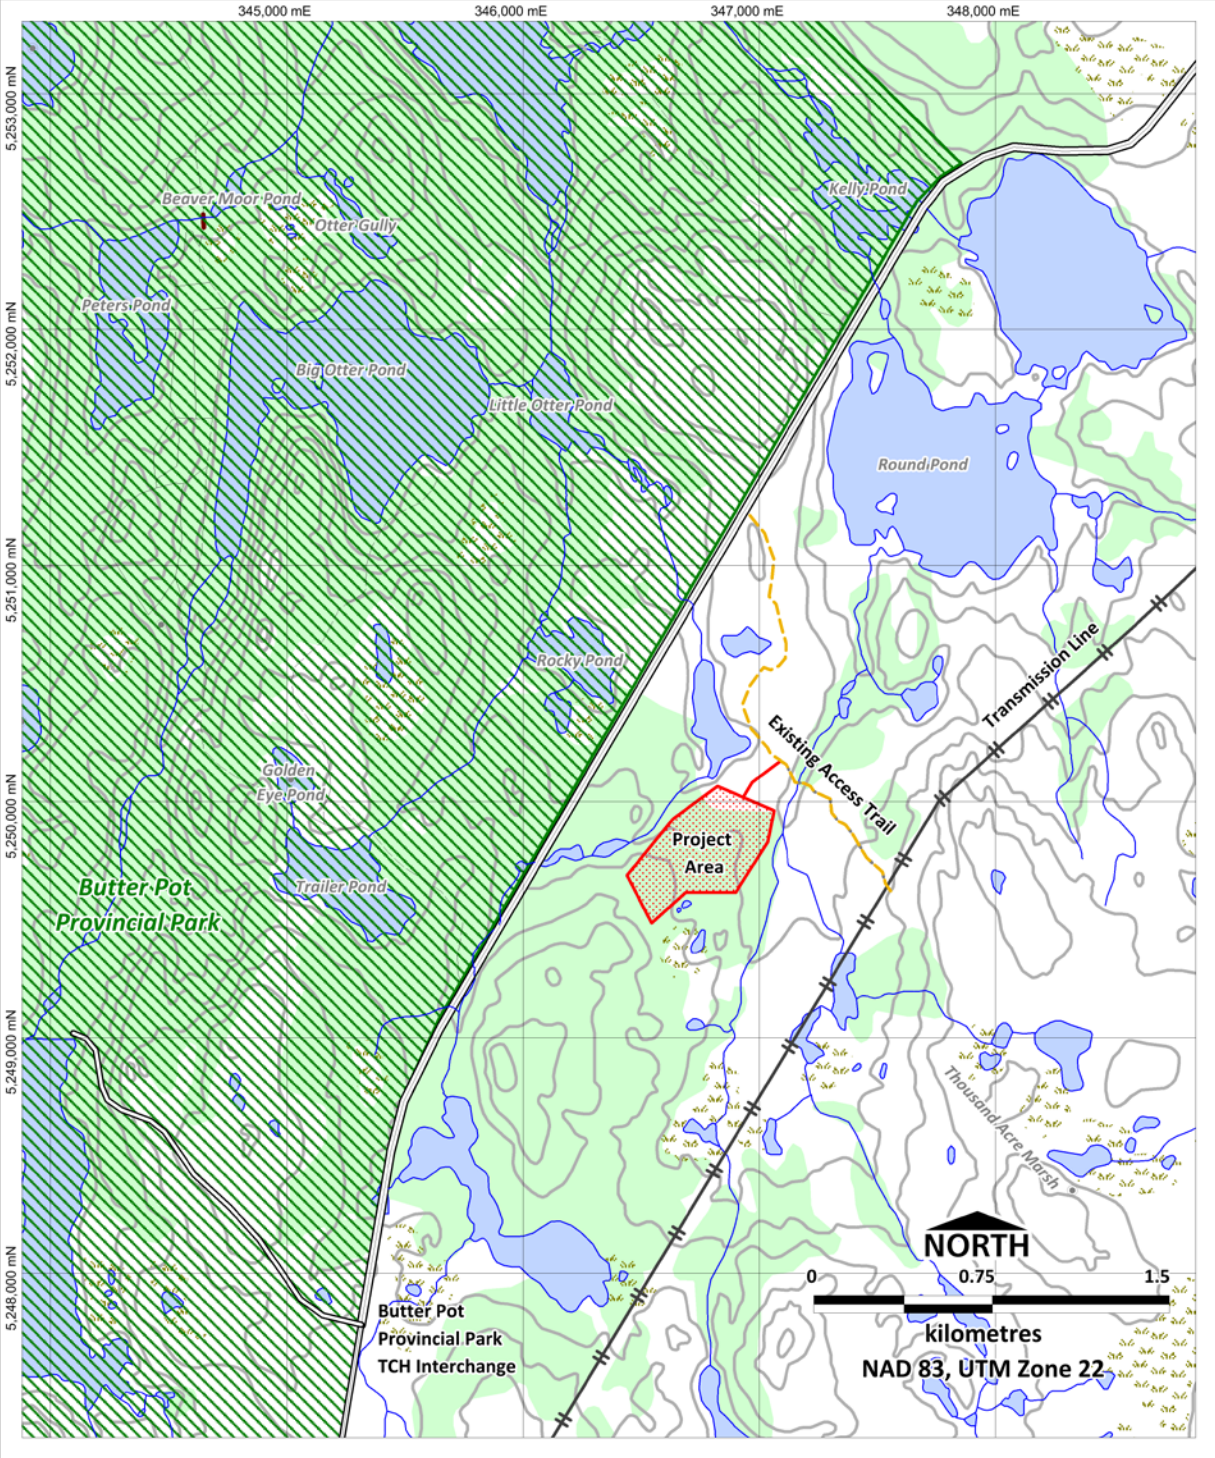 345,000 mE 346,000 mE 347,000 mE 348,000 mE
5,253,000 mN
5,252,000 mN
5,251,000 mN
5,250,000 mN
5,249,000 mN
5,248,000 mN
Kelly Pond
Beaver Moor Pond
Otter Gully
Peters Pond
Big Otter Pond
Little Otter Pond
Round Pond
Rocky Pond
Transmission Line
Existing Access Trail
Golden
Eye Pond
Project
Area
Trailer Pond
Butter Pot
Provincial Park
Thousand Acre Marsh
NORTH
0 0.75 1.5
kilometres
NAD 83, UTM Zone 22
Butter Pot
Provincial Park
TCH Interchange